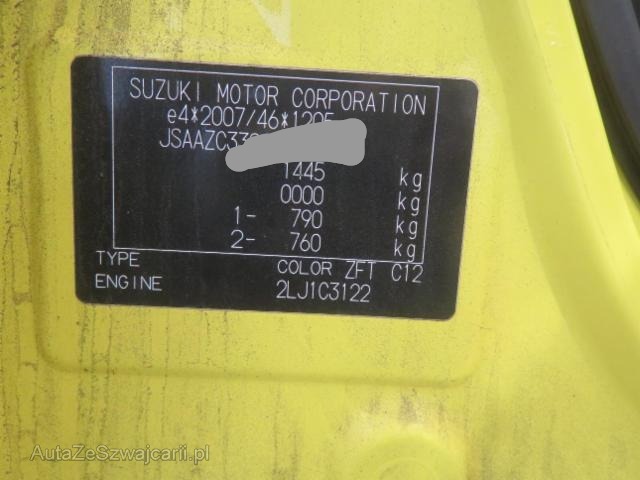 SUZUKI MOTOR CORPORATION
e4*2007/46*1205
JSAAZC33
1445 kg
0000 kg
1- 790 kg
2- 760 kg
TYPE COLOR ZFT C12
ENGINE 2LJ1C3122
AutaZeSzwajcarii.pl